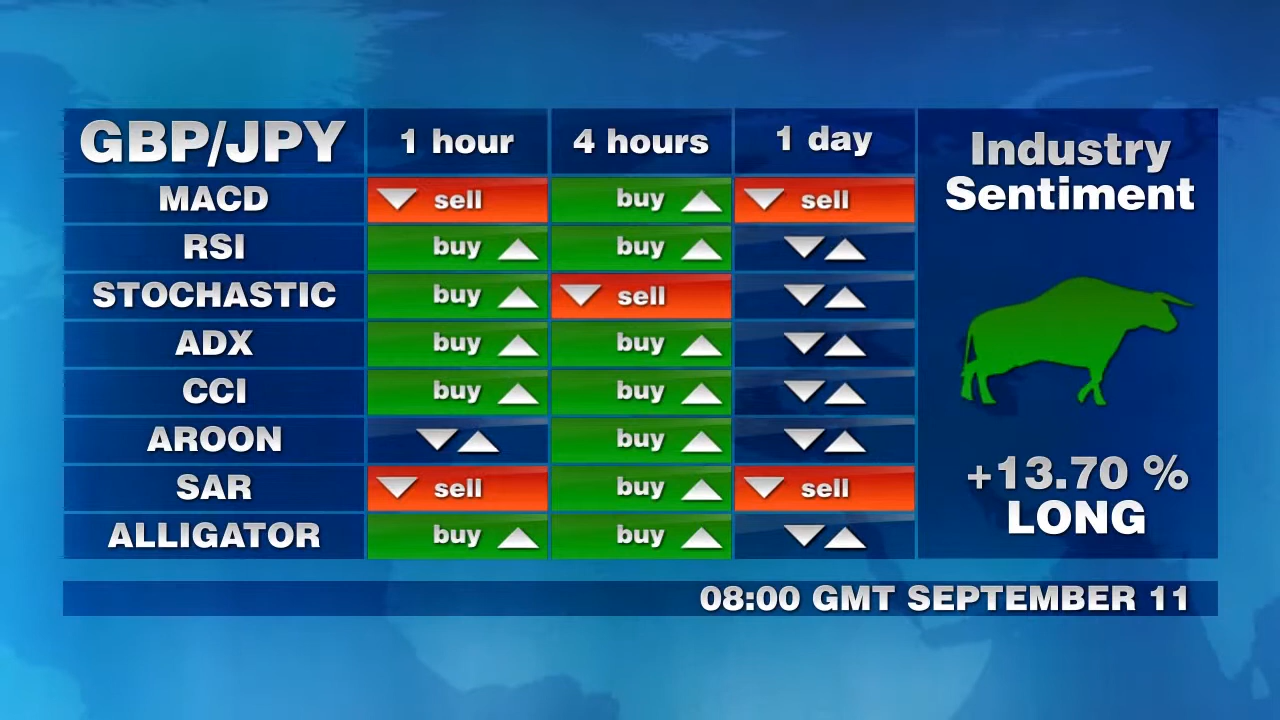 GBP/JPY 1 hour 4 hours 1 day
MACD sell buy sell
RSI buy buy
STOCHASTIC buy sell
ADX buy buy
CCI buy buy
AROON buy
SAR sell buy sell
ALLIGATOR buy buy
Industry
Sentiment
+13.70 %
LONG
08:00 GMT SEPTEMBER 11